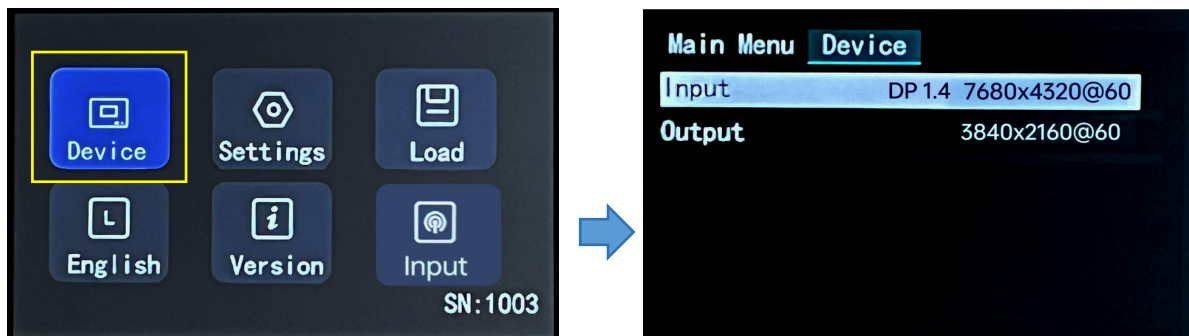 Device Settings Load
English Version Input
SN:1003
Main Menu Device
Input DP 1.4 7680x4320@60
Output 3840x2160@60